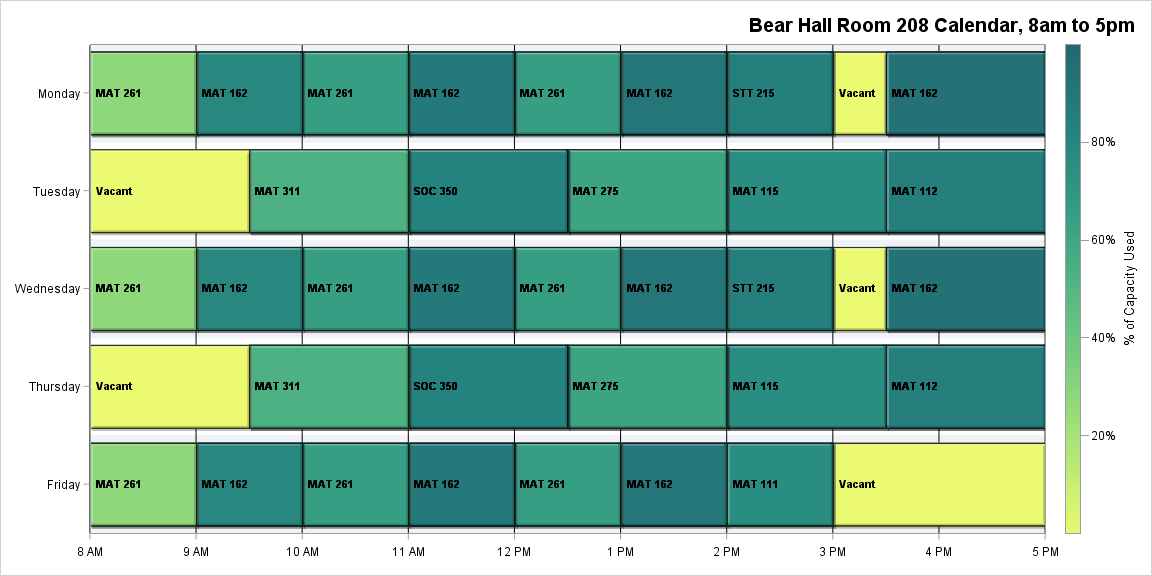 Bear Hall Room 208 Calendar, 8am to 5pm
Monday
MAT 261
MAT 162
MAT 261
MAT 162
MAT 261
MAT 162
STT 215
Vacant
MAT 162
Tuesday
Vacant
MAT 311
SOC 350
MAT 275
MAT 115
MAT 112
Wednesday
MAT 261
MAT 162
MAT 261
MAT 162
MAT 261
MAT 162
STT 215
Vacant
MAT 162
Thursday
Vacant
MAT 311
SOC 350
MAT 275
MAT 115
MAT 112
Friday
MAT 261
MAT 162
MAT 261
MAT 162
MAT 261
MAT 162
MAT 111
Vacant
8 AM
9 AM
10 AM
11 AM
12 PM
1 PM
2 PM
3 PM
4 PM
5 PM
80%
60%
40%
20%
% of Capacity Used